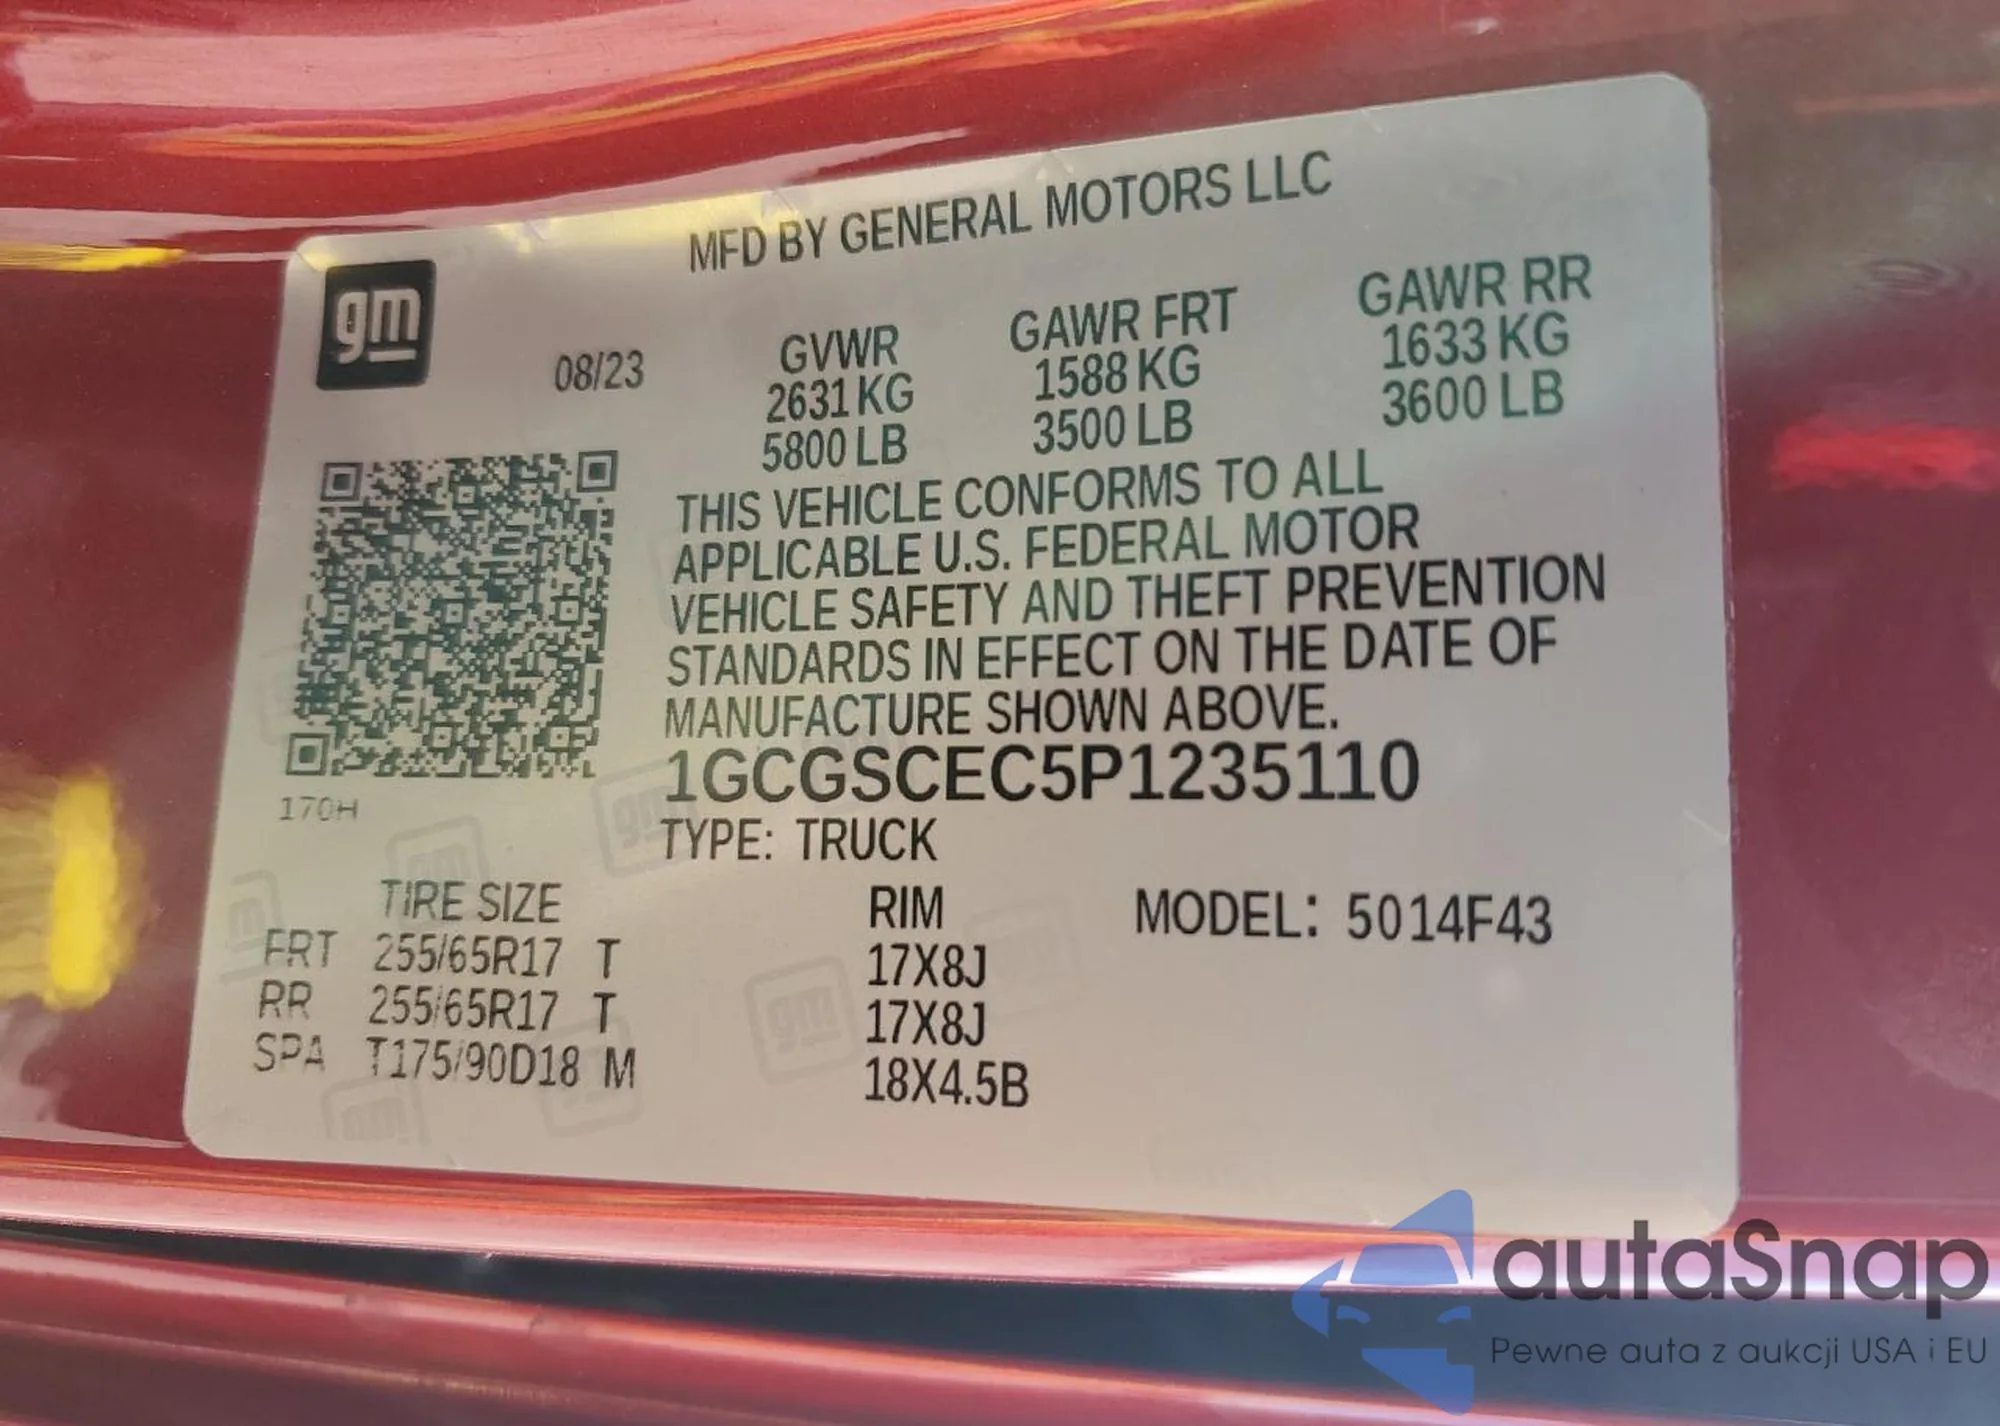 MFD BY GENERAL MOTORS LLC
gm
08/23
GVWR GAWR FRT GAWR RR
2631 KG 1588 KG 1633 KG
5800 LB 3500 LB 3600 LB
THIS VEHICLE CONFORMS TO ALL
APPLICABLE U.S. FEDERAL MOTOR
VEHICLE SAFETY AND THEFT PREVENTION
STANDARDS IN EFFECT ON THE DATE OF
MANUFACTURE SHOWN ABOVE.
1GCGSCEC5P1235110
170H
TYPE: TRUCK
TIRE SIZE RIM MODEL: 5014F43
FRT 255/65R17 T 17X8J
RR 255/65R17 T 17X8J
SPA T175/90D18 M 18X4.5B
autaSnap
Pewne auta z aukcji USA i EU